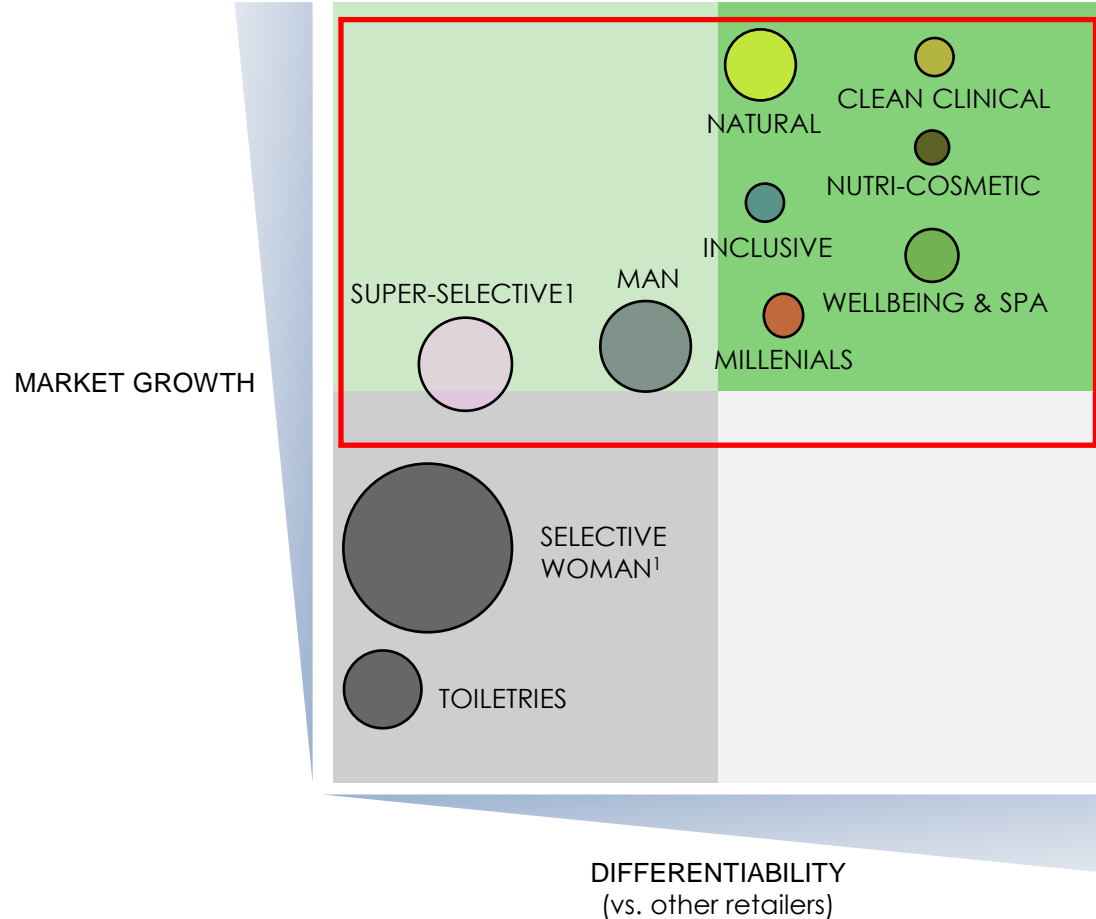 NATURAL
CLEAN CLINICAL
NUTRI-COSMETIC
INCLUSIVE
WELLBEING & SPA
MAN
SUPER-SELECTIVE1
MILLENIALS
MARKET GROWTH
SELECTIVE
WOMAN¹
TOILETRIES
DIFFERENTIABILITY
(vs. other retailers)